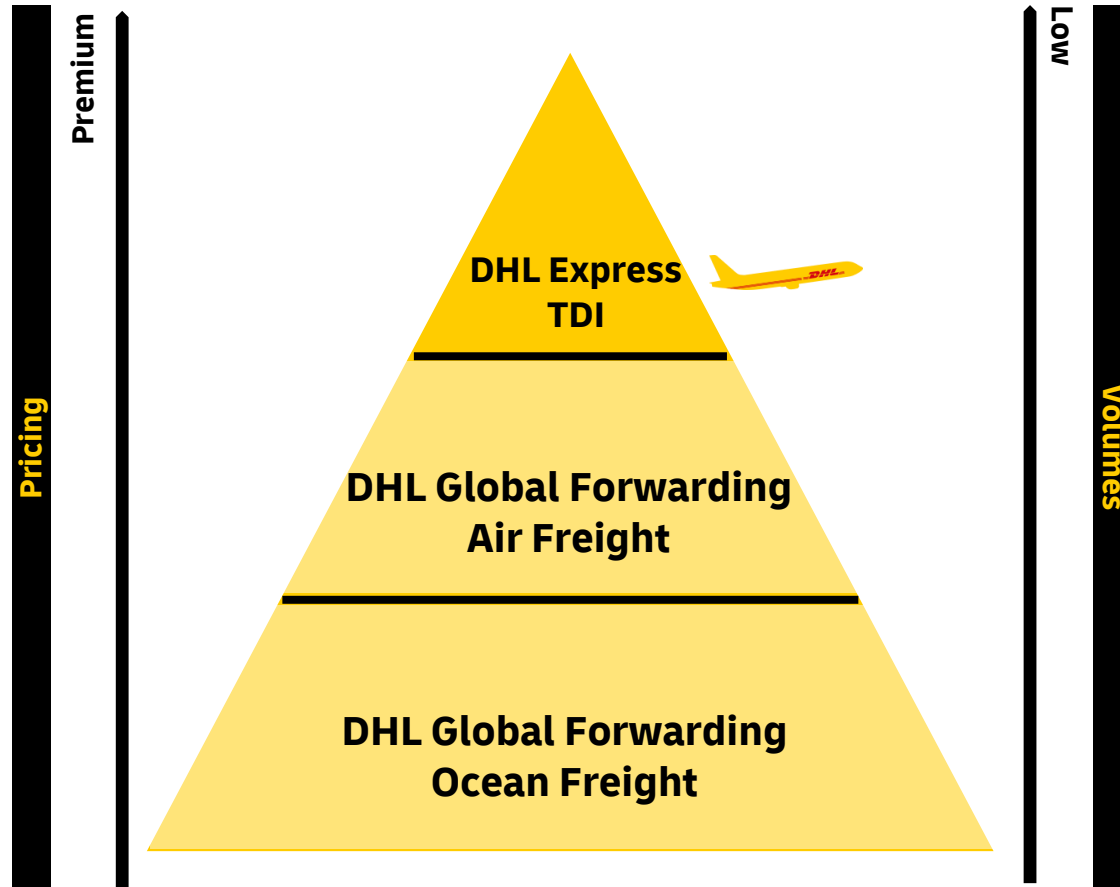 Premium
Low
DHL Express
TDI
DHL
Pricing
Volumes
DHL Global Forwarding
Air Freight
DHL Global Forwarding
Ocean Freight